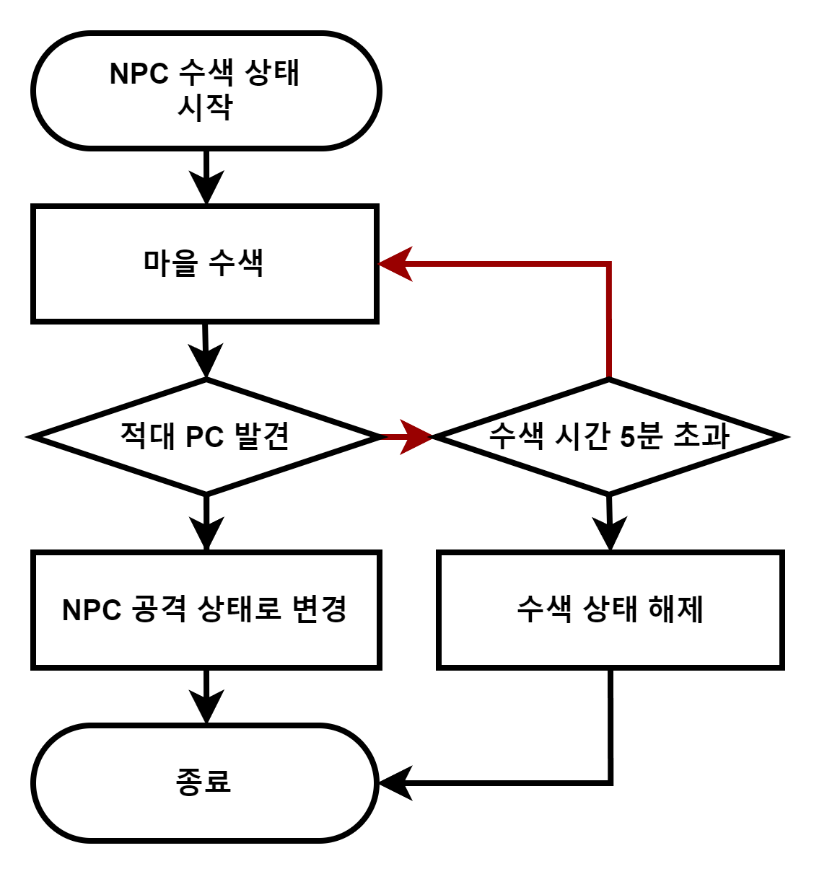 NPC 수색 상태
시작
마을 수색
적대 PC 발견
수색 시간 5분 초과
NPC 공격 상태로 변경
수색 상태 해제
종료